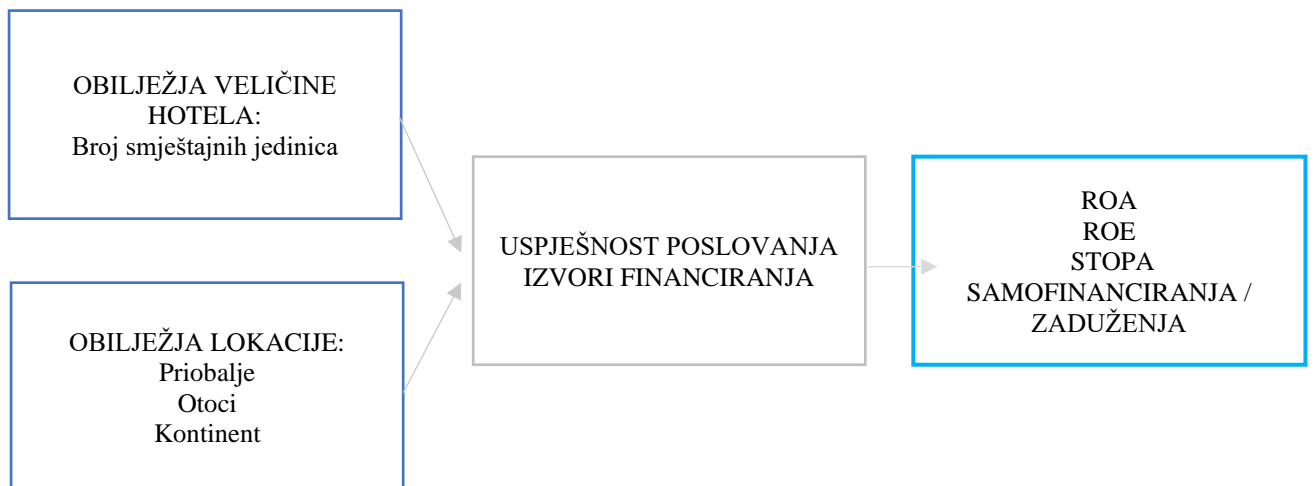 OBILJEŽJA VELIČINE
HOTELA:
Broj smještajnih jedinica
OBILJEŽJA LOKACIJE:
Priobalje
Otoci
Kontinent
USPJEŠNOST POSLOVANJA
IZVORI FINANCIRANJA
ROA
ROE
STOPA
SAMOFINANCIRANJA /
ZADUŽENJA